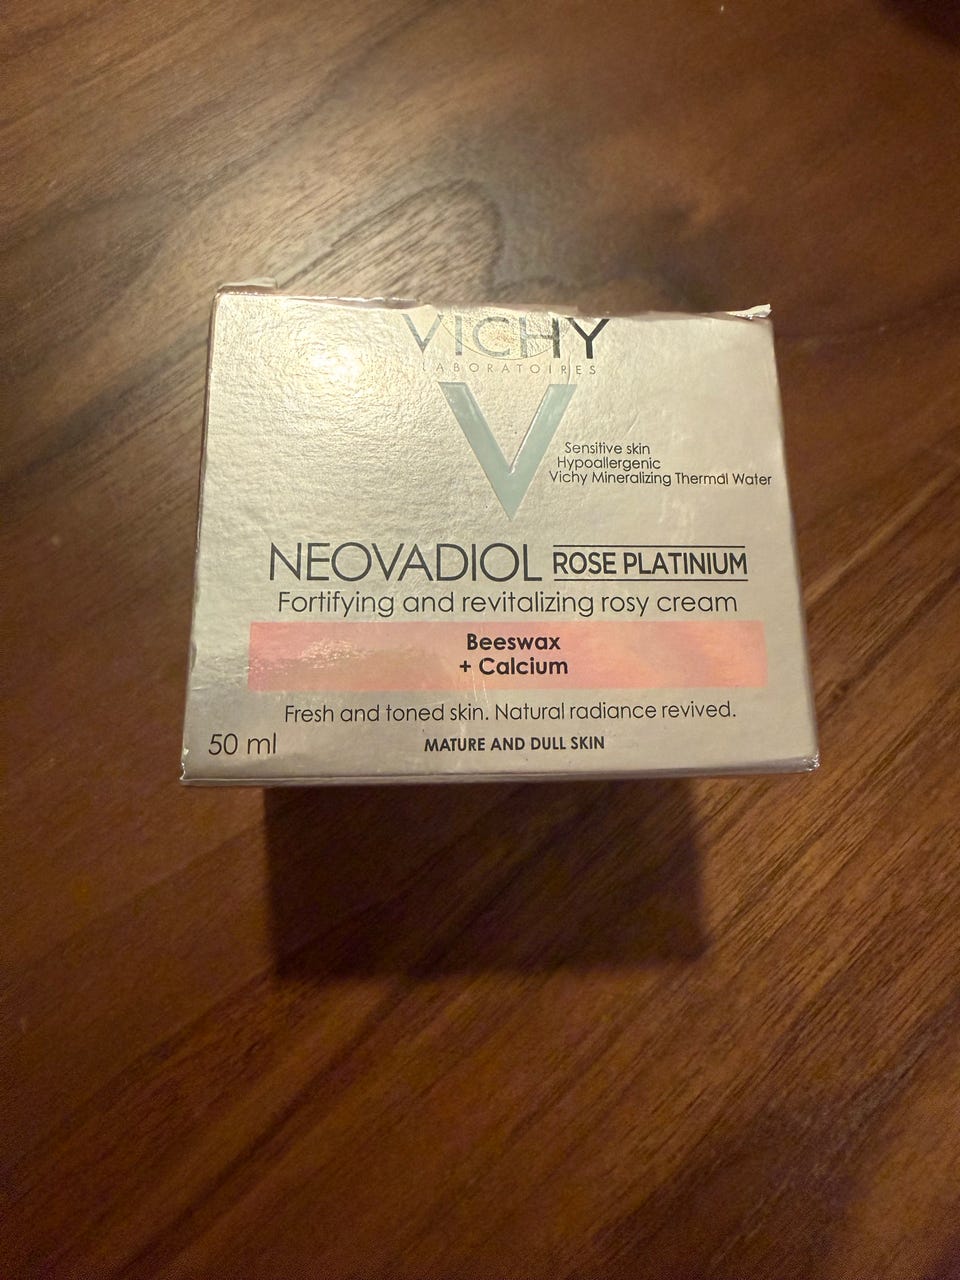 VICHY
LABORATOIRES
Sensitive skin
Hypoallergenic
Vichy Mineralizing Thermal Water
NEOVADIOL ROSE PLATINIUM
Fortifying and revitalizing rosy cream
Beeswax
+ Calcium
Fresh and toned skin. Natural radiance revived.
50 ml MATURE AND DULL SKIN